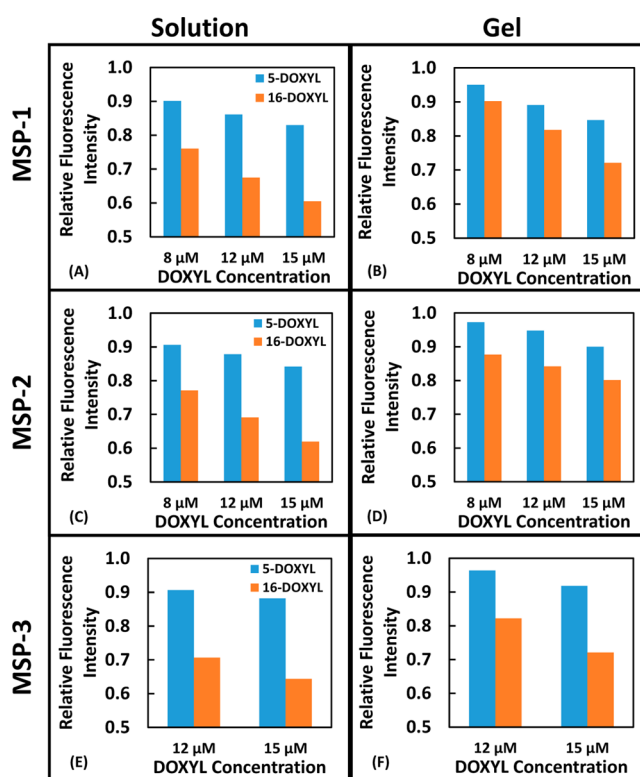 Solution
Gel
MSP-1
Relative Fluorescence
Intensity
1.0
0.9
0.8
0.7
0.6
0.5
5-DOXYL
16-DOXYL
8 µM
12 µM
15 µM
(A)
DOXYL Concentration
Relative Fluorescence
Intensity
1.0
0.9
0.8
0.7
0.6
0.5
8 µM
12 µM
15 µM
(B)
DOXYL Concentration
MSP-2
Relative Fluorescence
Intensity
1.0
0.9
0.8
0.7
0.6
0.5
5-DOXYL
16-DOXYL
8 µM
12 µM
15 µM
(C)
DOXYL Concentration
Relative Fluorescence
Intensity
1.0
0.9
0.8
0.7
0.6
0.5
8 µM
12 µM
15 µM
(D)
DOXYL Concentration
MSP-3
Relative Fluorescence
Intensity
1.0
0.9
0.8
0.7
0.6
0.5
5-DOXYL
16-DOXYL
12 µM
15 µM
(E)
DOXYL Concentration
Relative Fluorescence
Intensity
1.0
0.9
0.8
0.7
0.6
0.5
12 µM
15 µM
(F)
DOXYL Concentration